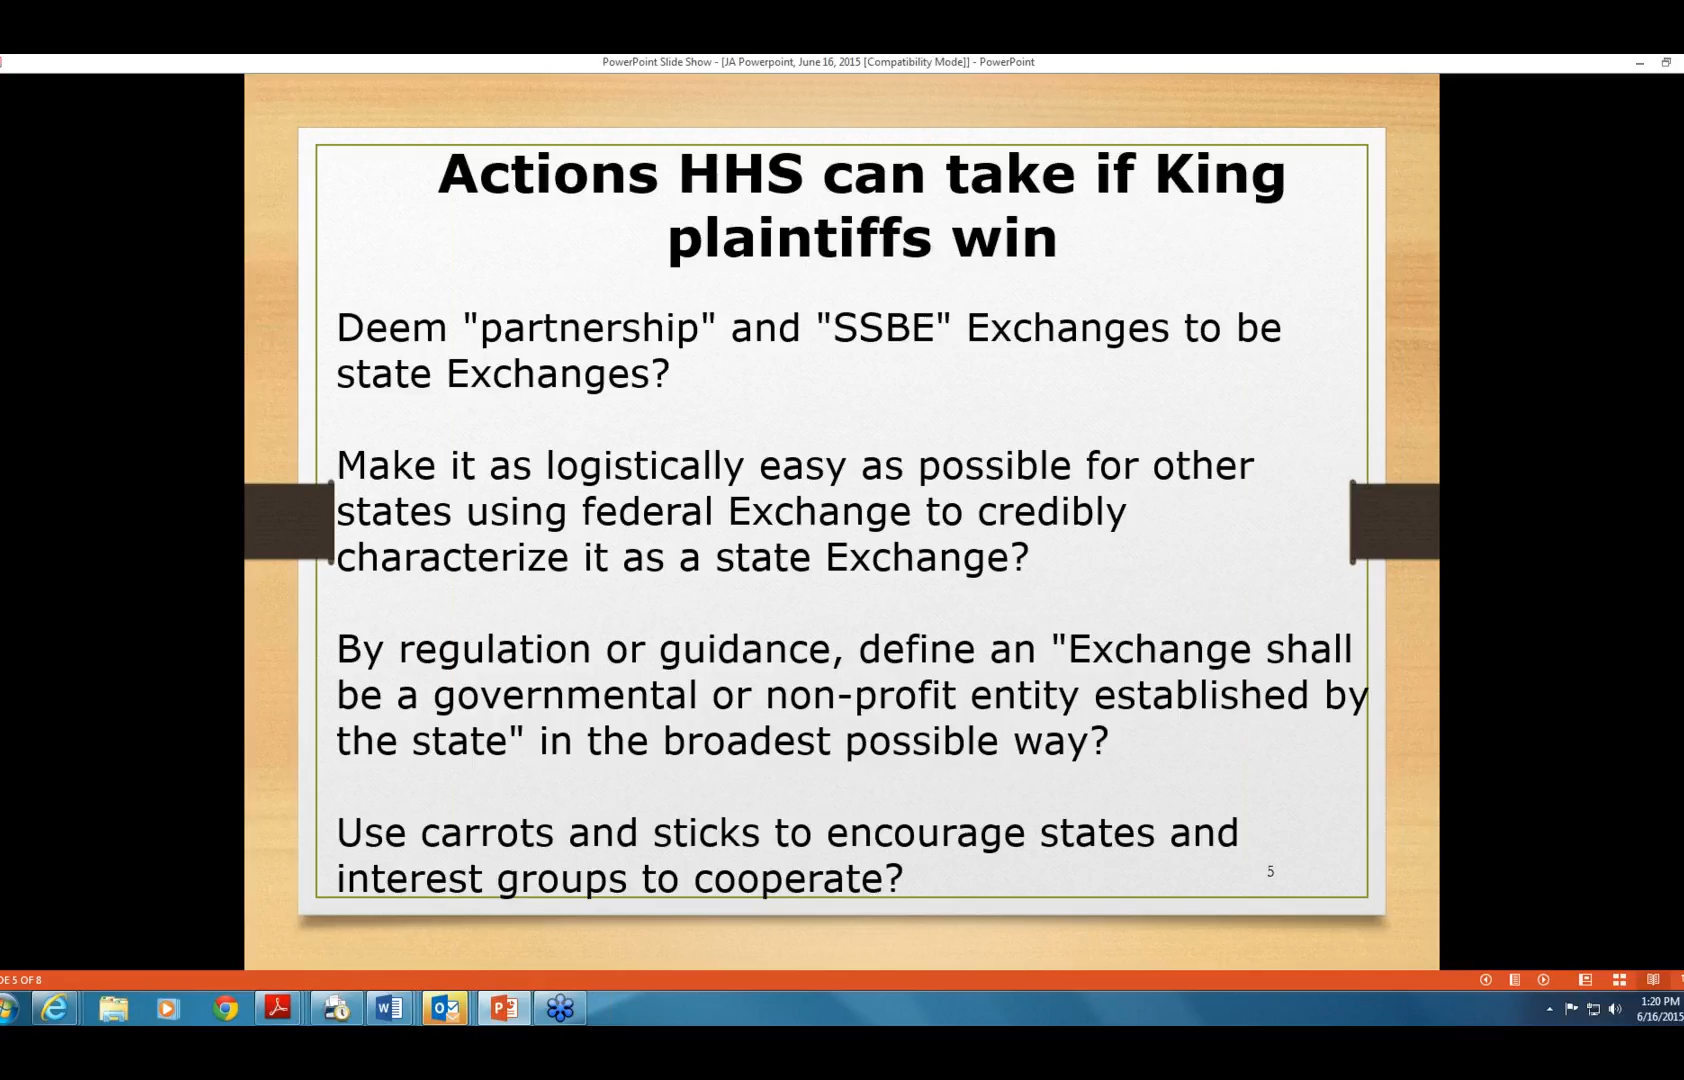 PowerPoint Slide Show - [JA Powerpoint, June 16, 2015 [Compatibility Mode]] - PowerPoint
Actions HHS can take if King
plaintiffs win
Deem "partnership" and "SSBE" Exchanges to be
state Exchanges?
Make it as logistically easy as possible for other
states using federal Exchange to credibly
characterize it as a state Exchange?
By regulation or guidance, define an "Exchange shall
be a governmental or non-profit entity established by
the state" in the broadest possible way?
Use carrots and sticks to encourage states and
interest groups to cooperate?
5
DE 5 OF 8
1:20 PM
6/16/2015